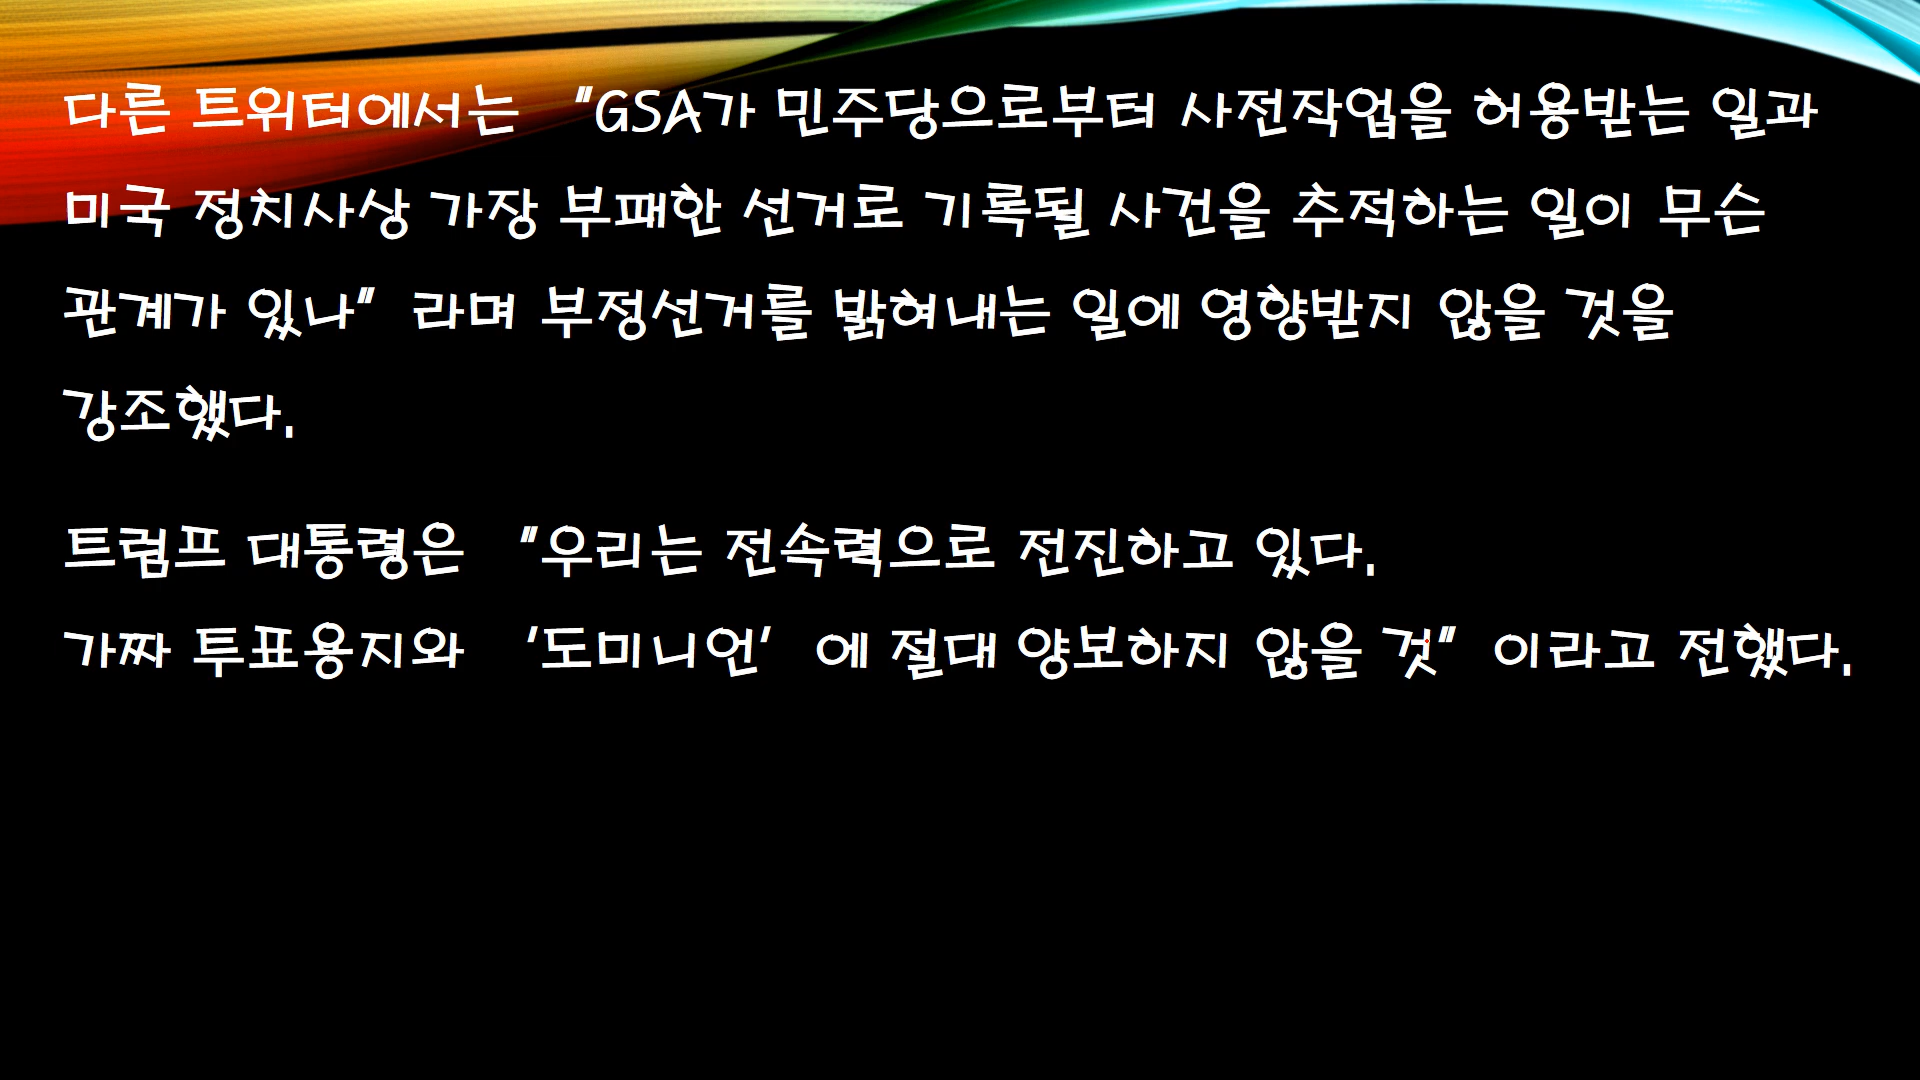 다른 트위터에서는 "GSA가 민주당으로부터 사전작업을 허용받는 일과
미국 정치사상 가장 부패한 선거로 기록될 사건을 추적하는 일이 무슨
관계가 있나" 라며 부정선거를 밝혀내는 일에 영향받지 않을 것을
강조했다.
트럼프 대통령은 "우리는 전속력으로 전진하고 있다.
가짜 투표용지와 '도미니언' 에 절대 양보하지 않을 것" 이라고 전했다.